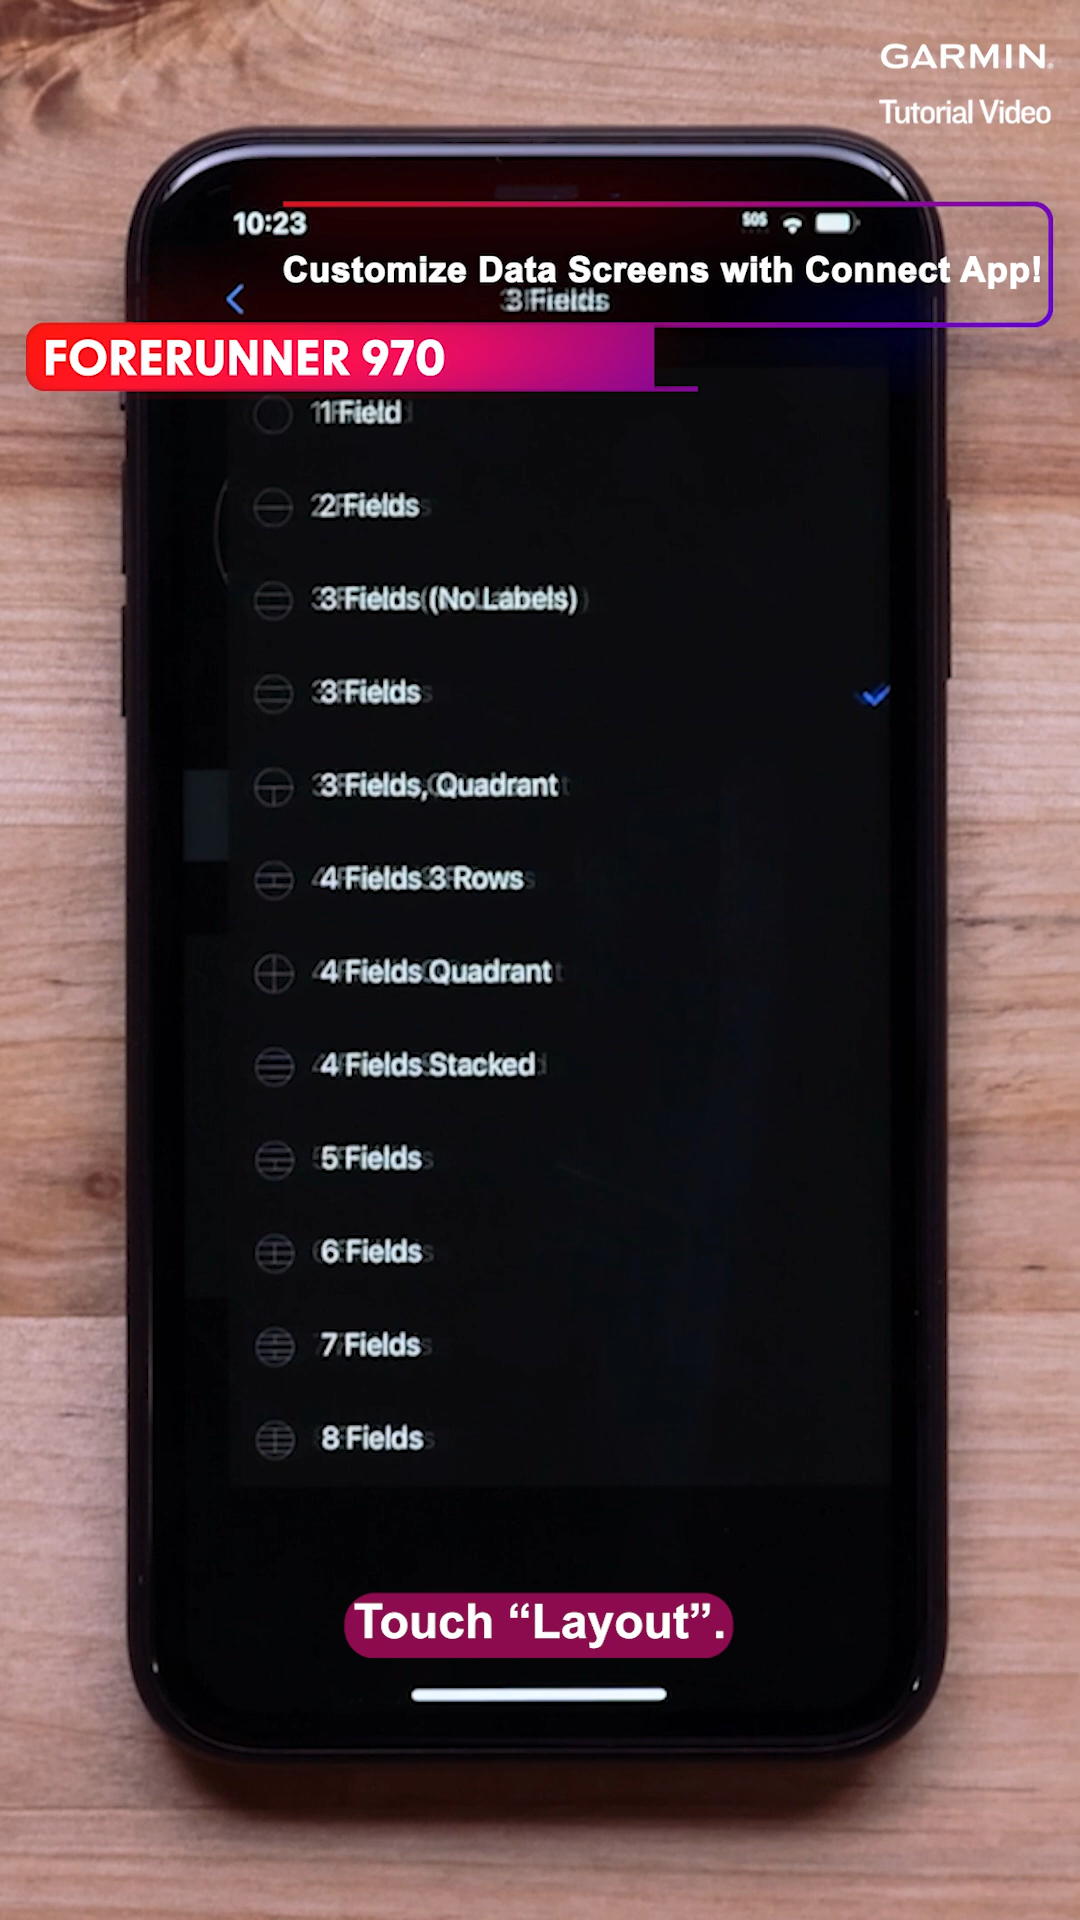 GARMIN.
Tutorial Video
10:23
SOS
Customize Data Screens with Connect App!
3 Fields
FORERUNNER 970
1 Field
2 Fields
3 Fields (No Labels)
3 Fields
3 Fields, Quadrant
4 Fields 3 Rows
4 Fields Quadrant
4 Fields Stacked
5 Fields
6 Fields
7 Fields
8 Fields
Touch “Layout”.